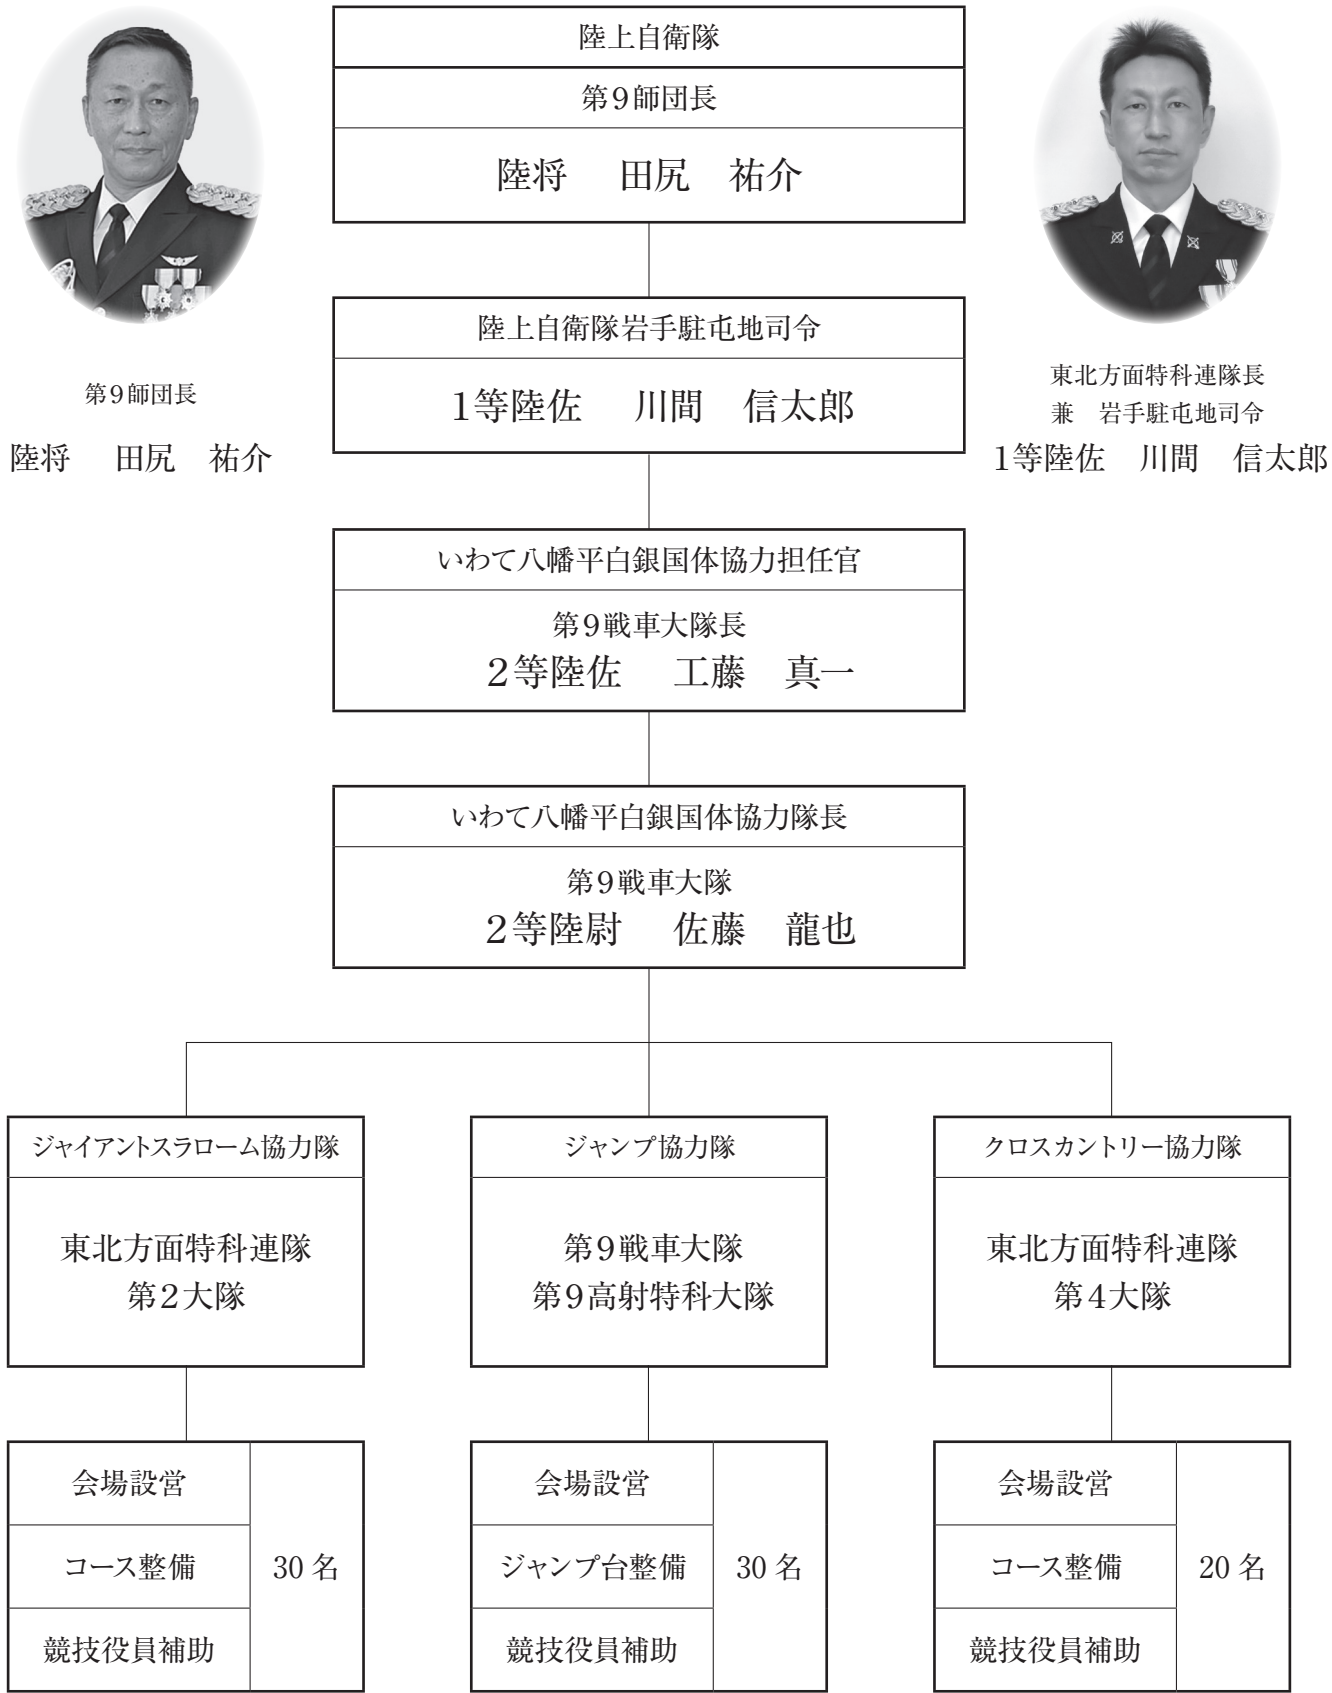 陸上自衛隊
第9師団長
陸将　田尻　祐介
第9師団長
陸将　田尻　祐介
東北方面特科連隊長
兼　岩手駐屯地司令
1等陸佐　川間　信太郎
陸上自衛隊岩手駐屯地司令
1等陸佐　川間　信太郎
いわて八幡平白銀国体協力担任官
第9戦車大隊長
2等陸佐　工藤　真一
いわて八幡平白銀国体協力隊長
第9戦車大隊
2等陸尉　佐藤　龍也
ジャイアントスラローム協力隊
東北方面特科連隊
第2大隊
会場設営
コース整備
競技役員補助
30名
ジャンプ協力隊
第9戦車大隊
第9高射特科大隊
会場設営
ジャンプ台整備
競技役員補助
30名
クロスカントリー協力隊
東北方面特科連隊
第4大隊
会場設営
コース整備
競技役員補助
20名